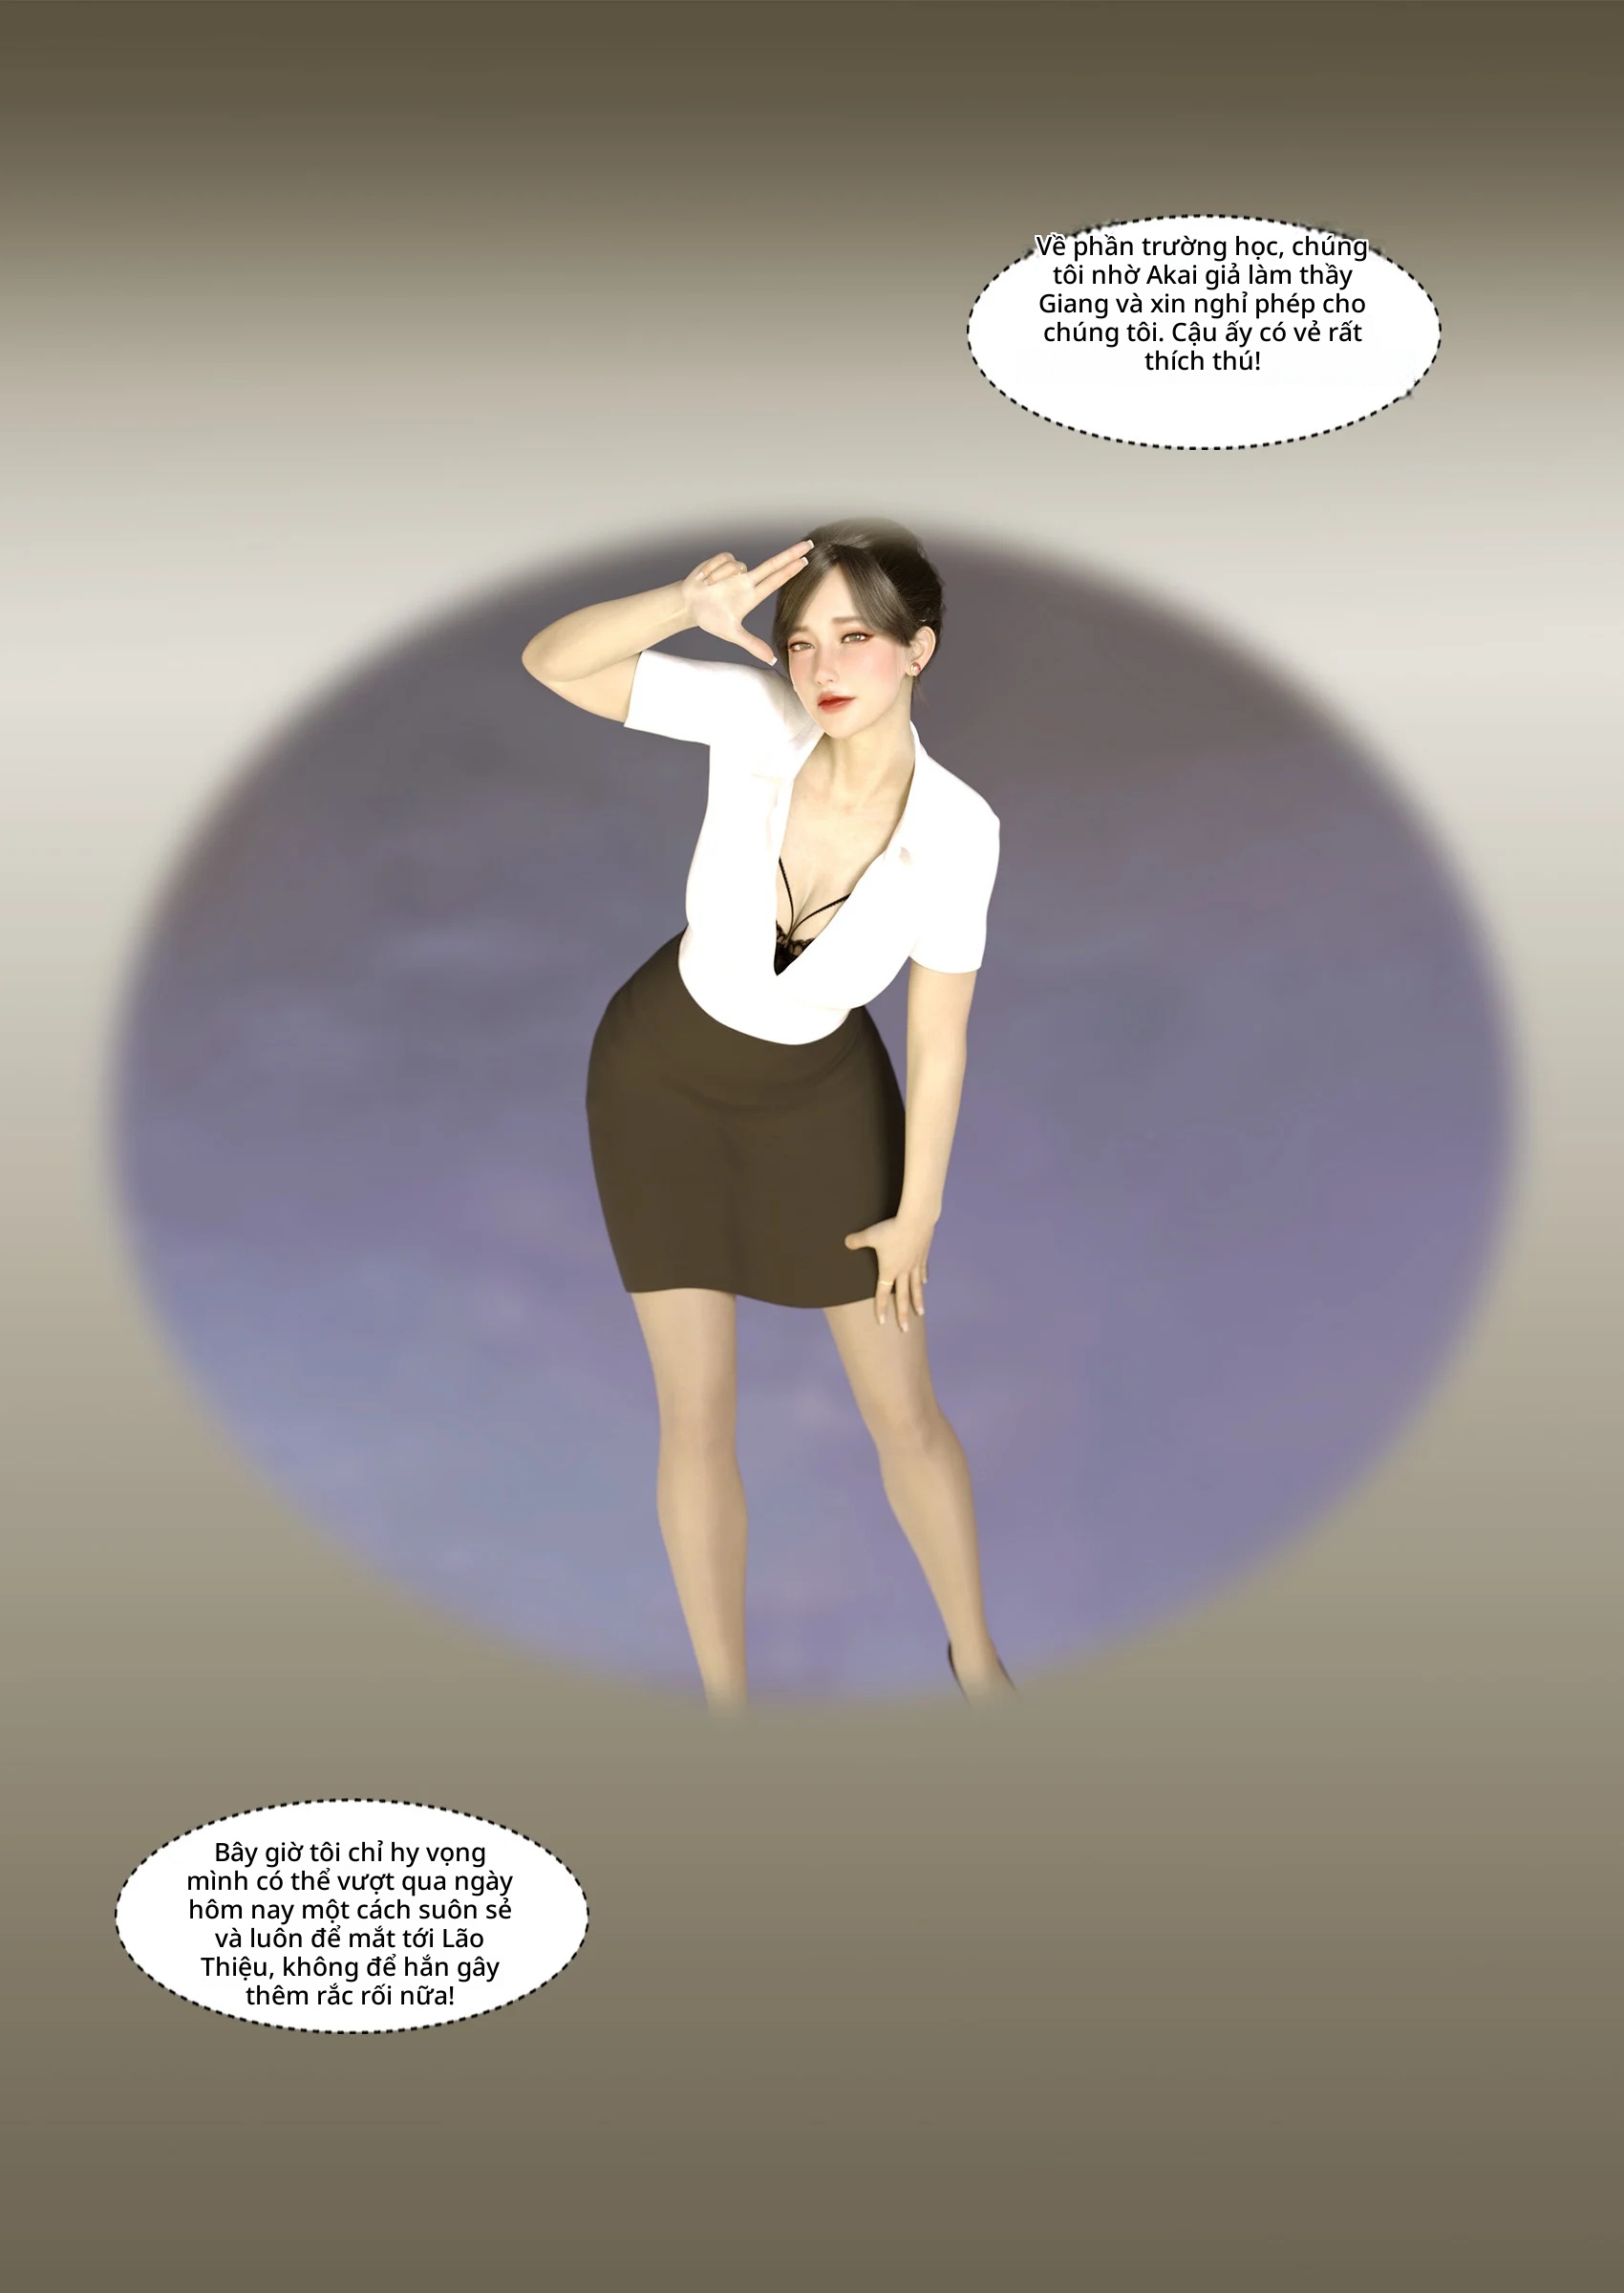 Về phần trường học, chúng
tôi nhờ Akai giả làm thầy
Giang và xin nghỉ phép cho
chúng tôi. Cậu ấy có vẻ rất
thích thú!
Bây giờ tôi chỉ hy vọng
mình có thể vượt qua ngày
hôm nay một cách suôn sẻ
và luôn để mắt tới Lão
Thiệu, không để hắn gây
thêm rắc rối nữa!